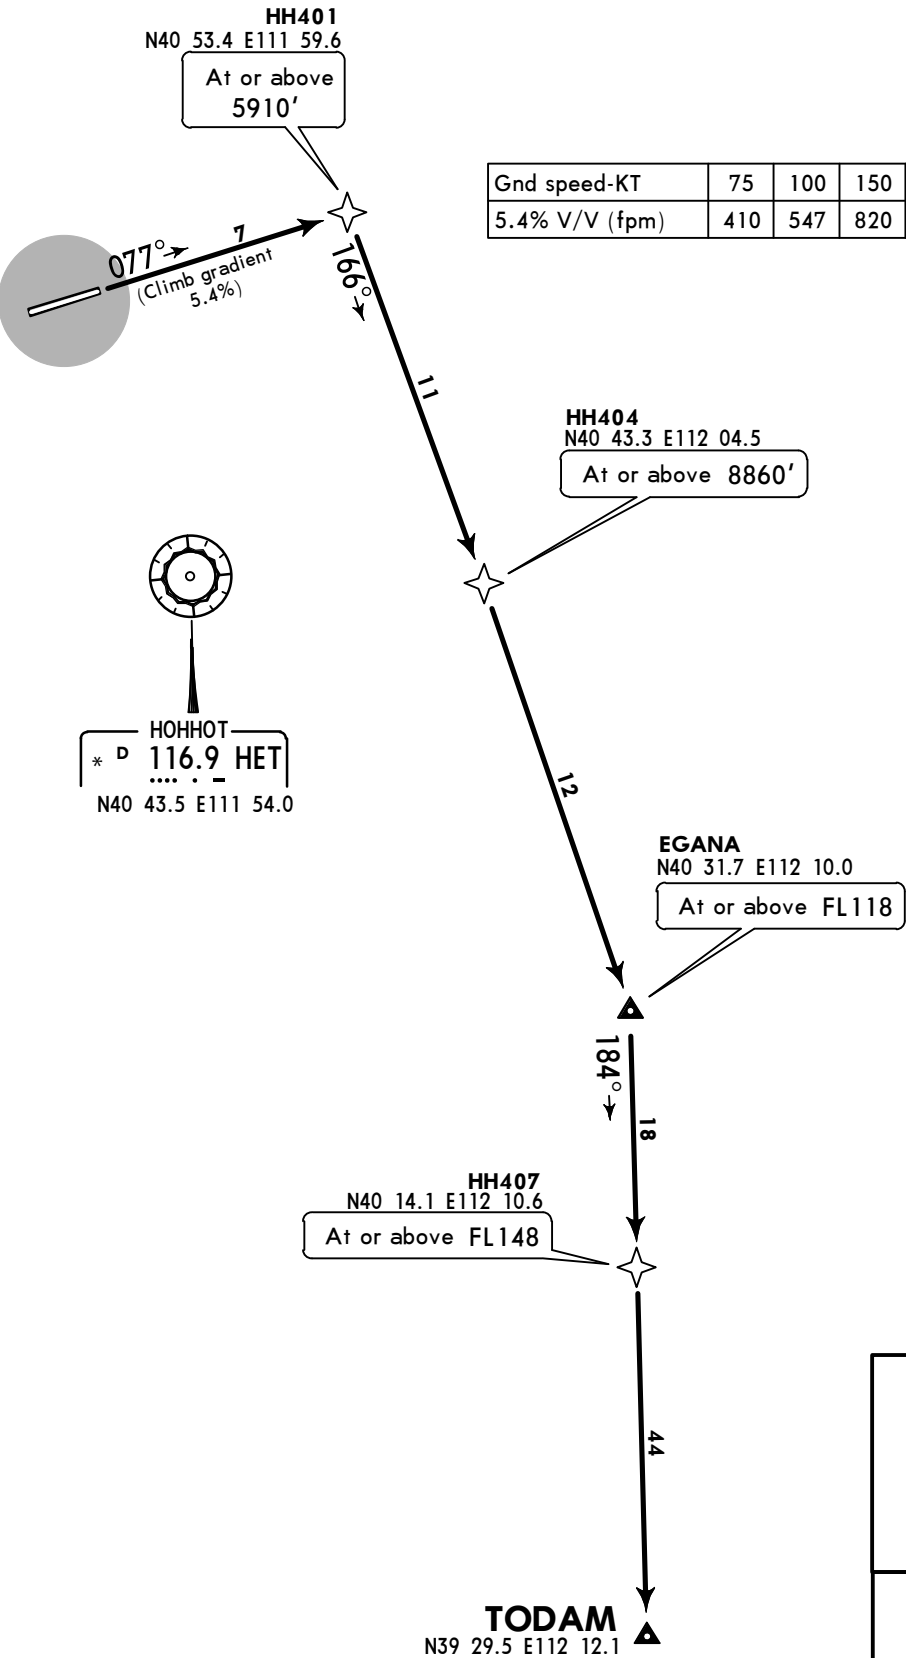 HH401
N40 53.4 E111 59.6
At or above
5910'
Gnd speed-KT 75 100 150
5.4% V/V (fpm) 410 547 820
077°
7
(Climb gradient
5.4%)
166°
11
HH404
N40 43.3 E112 04.5
At or above 8860'
HOHHOT
* D 116.9 HET
N40 43.5 E111 54.0
12
EGANA
N40 31.7 E112 10.0
At or above FL118
184°
18
HH407
N40 14.1 E112 10.6
At or above FL148
44
TODAM
N39 29.5 E112 12.1